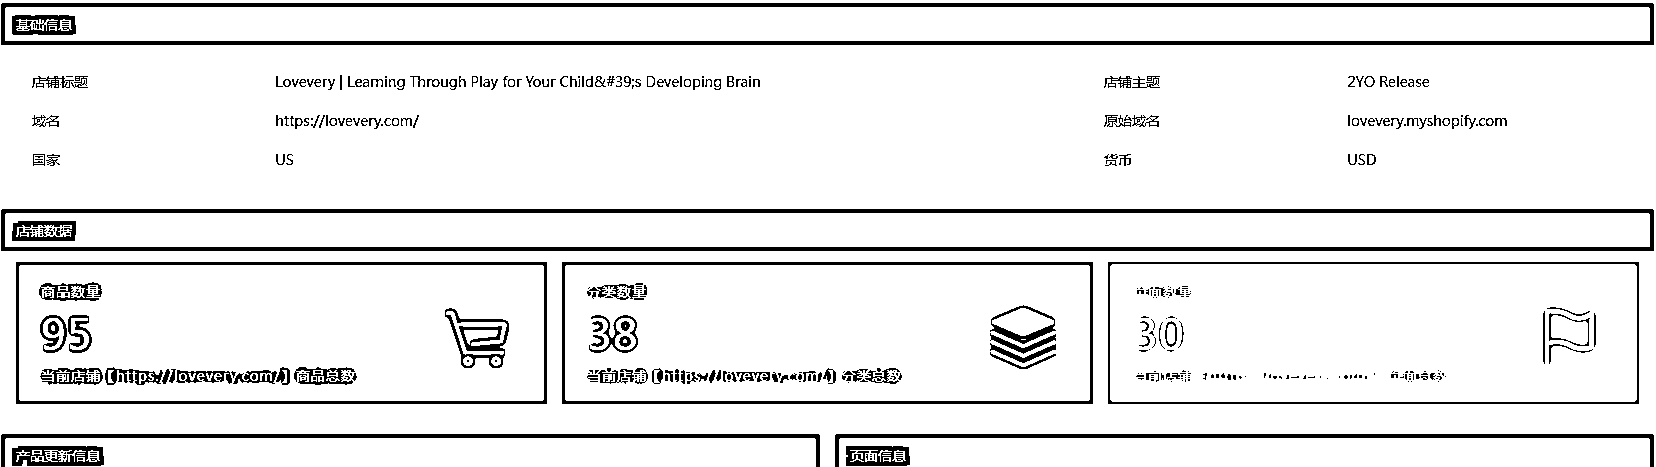 基础信息
店铺标题 Lovevery | Learning Through Play for Your Child&#39;s Developing Brain 店铺主题 2YO Release
域名 https://lovevery.com/ 原始域名 lovevery.myshopify.com
国家 US 货币 USD
店铺数据
商品数量 分类数量 页面数量
95 38 30
当前店铺【https://lovevery.com/】商品总数 当前店铺【https://lovevery.com/】分类总数 当前店铺
产品更新信息 页面信息